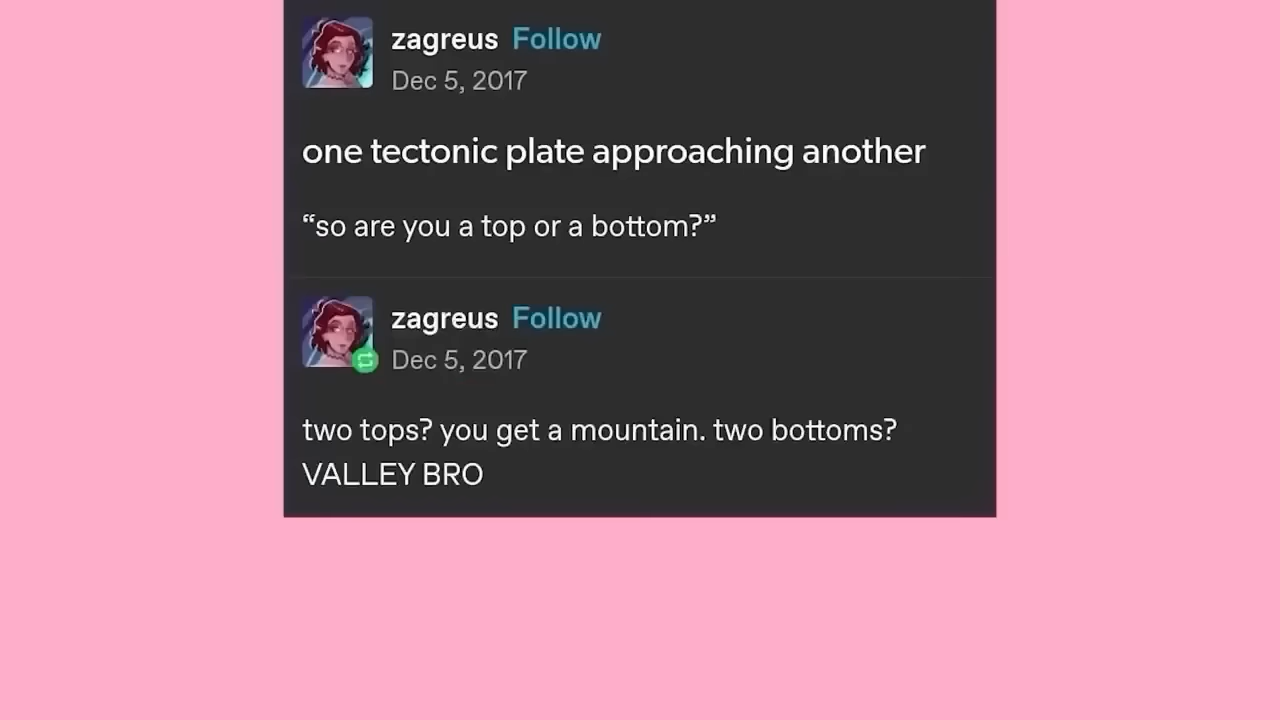 zagreus Follow
Dec 5, 2017
one tectonic plate approaching another
“so are you a top or a bottom?”
zagreus Follow
Dec 5, 2017
two tops? you get a mountain. two bottoms?
VALLEY BRO